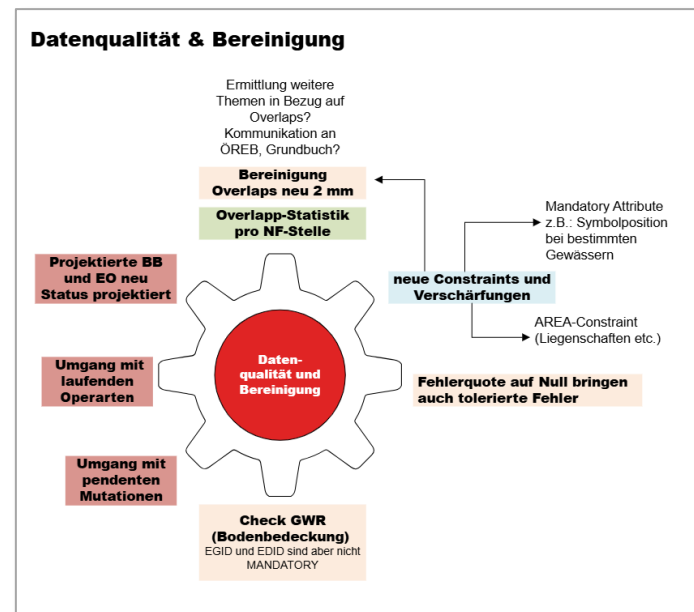 Datenqualität & Bereinigung
Ermittlung weitere
Themen in Bezug auf
Overlaps?
Kommunikation an
ÖREB, Grundbuch?
Bereinigung
Overlaps neu 2 mm
Overlapp-Statistik
pro NF-Stelle
Mandatory Attribute
z.B.: Symbolposition
bei bestimmten
Gewässern
Projektierte BB
und EO neu
Status projektiert
neue Constraints und
Verschärfungen
AREA-Constraint
(Liegenschaften etc.)
Daten-
qualität und
Bereinigung
Umgang mit
laufenden
Operarten
Fehlerquote auf Null bringen
auch tolerierte Fehler
Umgang mit
pendenten
Mutationen
Check GWR
(Bodenbedeckung)
EGID und EDID sind aber nicht
MANDATORY